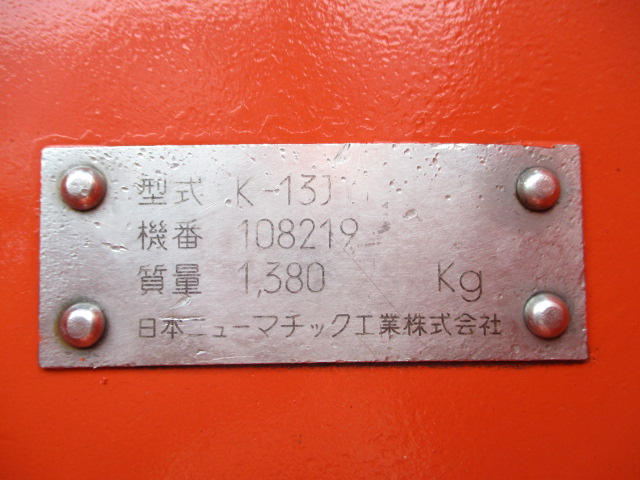 型式 K-13J
機番 108219
質量 1,380 Kg
日本ニューマチック工業株式会社